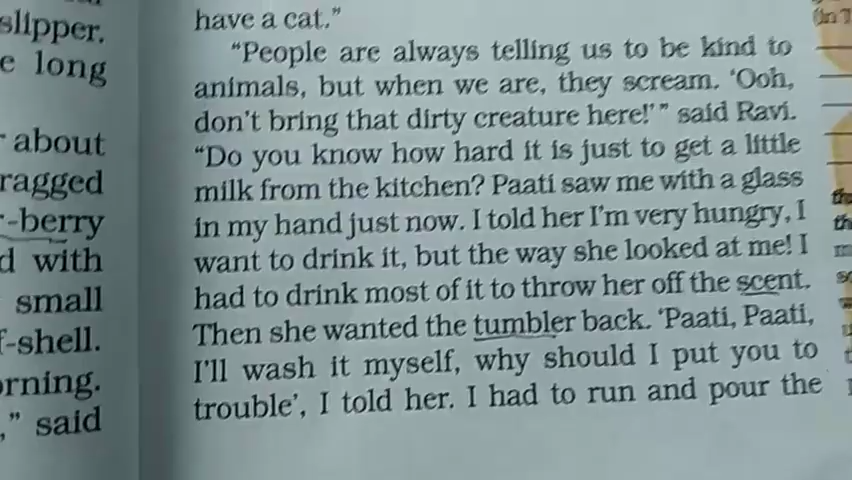 slipper.
e long
about
ragged
-berry
d with
small
f-shell.
orning.
," said
have a cat."
"People are always telling us to be kind to
animals, but when we are, they scream. 'Ooh,
don't bring that dirty creature here!'" said Ravi.
"Do you know how hard it is just to get a little
milk from the kitchen? Paati saw me with a glass
in my hand just now. I told her I'm very hungry, I
want to drink it, but the way she looked at me! I
had to drink most of it to throw her off the scent.
Then she wanted the tumbler back. 'Paati, Paati,
I'll wash it myself, why should I put you to
trouble', I told her. I had to run and pour the
(in